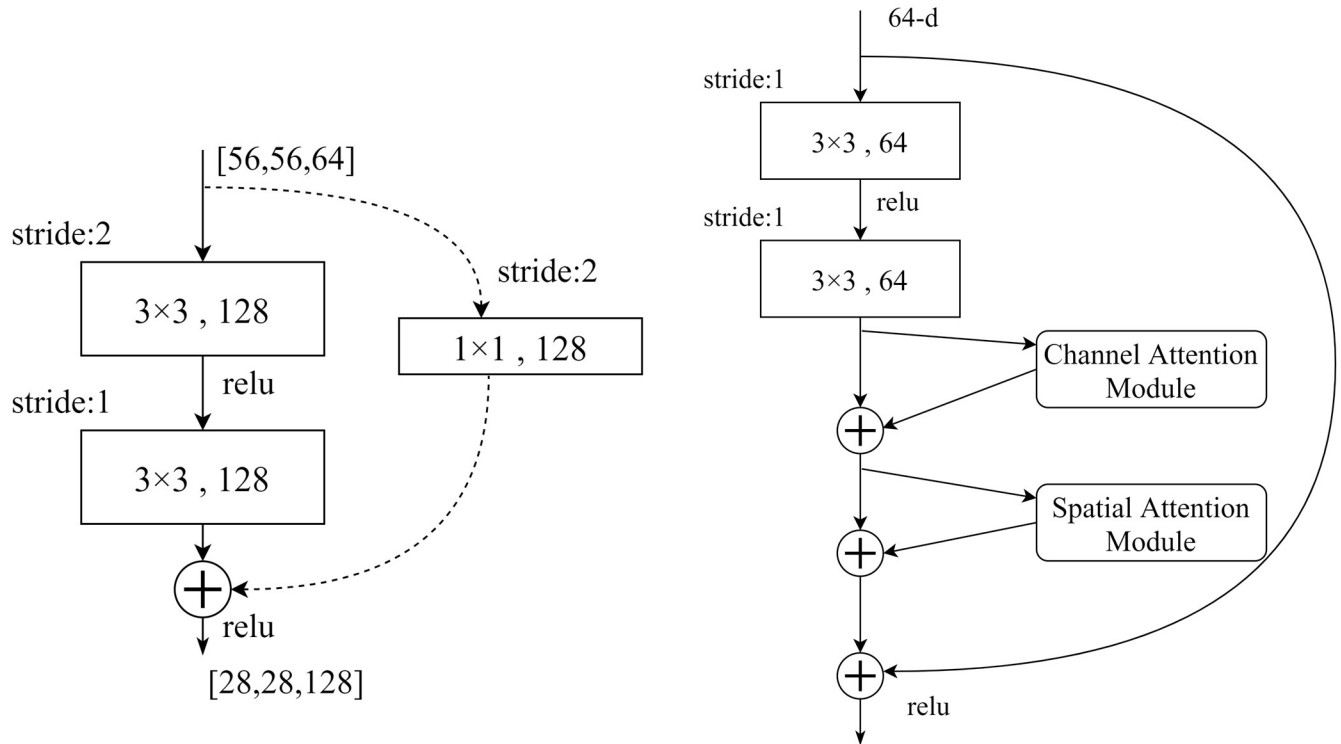 [56,56,64]
stride:2
3×3 , 128
stride:2
1×1 , 128
relu
stride:1
3×3 , 128
relu
[28,28,128]
64-d
stride:1
3×3 , 64
relu
stride:1
3×3 , 64
Channel Attention
Module
Spatial Attention
Module
relu